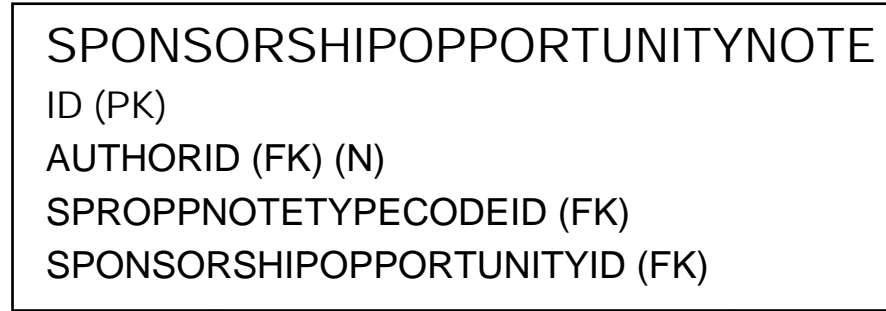 SPONSORSHIPOPPORTUNITYNOTE
ID (PK)
AUTHORID (FK) (N)
SPROPPNOTETYPECODEID (FK)
SPONSORSHIPOPPORTUNITYID (FK)